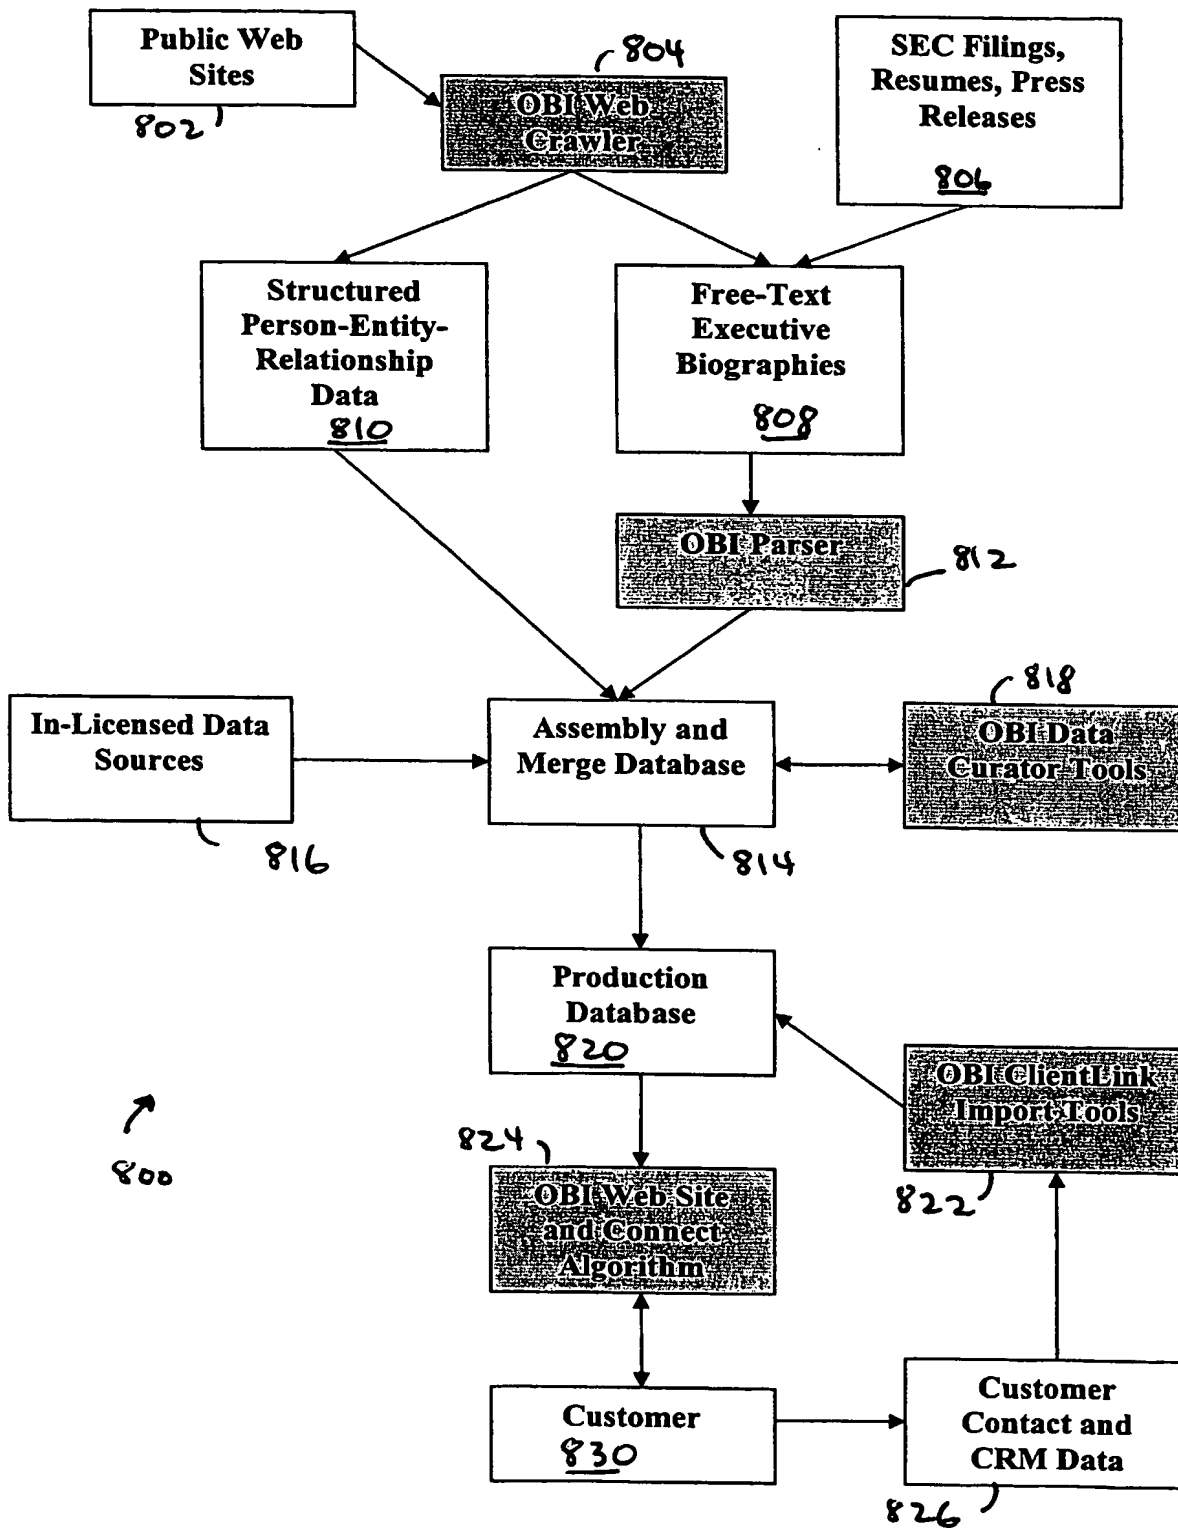 Public Web
Sites
802
804
OBI Web
Crawler
SEC Filings,
Resumes, Press
Releases
806
Structured
Person-Entity-
Relationship
Data
810
Free-Text
Executive
Biographies
808
OBI Parser
812
In-Licensed Data
Sources
816
Assembly and
Merge Database
814
818
OBI Data
Curator Tools
Production
Database
820
OBI ClientLink
Import Tools
822
800
824
OBI Web Site
and Connect
Algorithm
Customer
830
Customer
Contact and
CRM Data
826